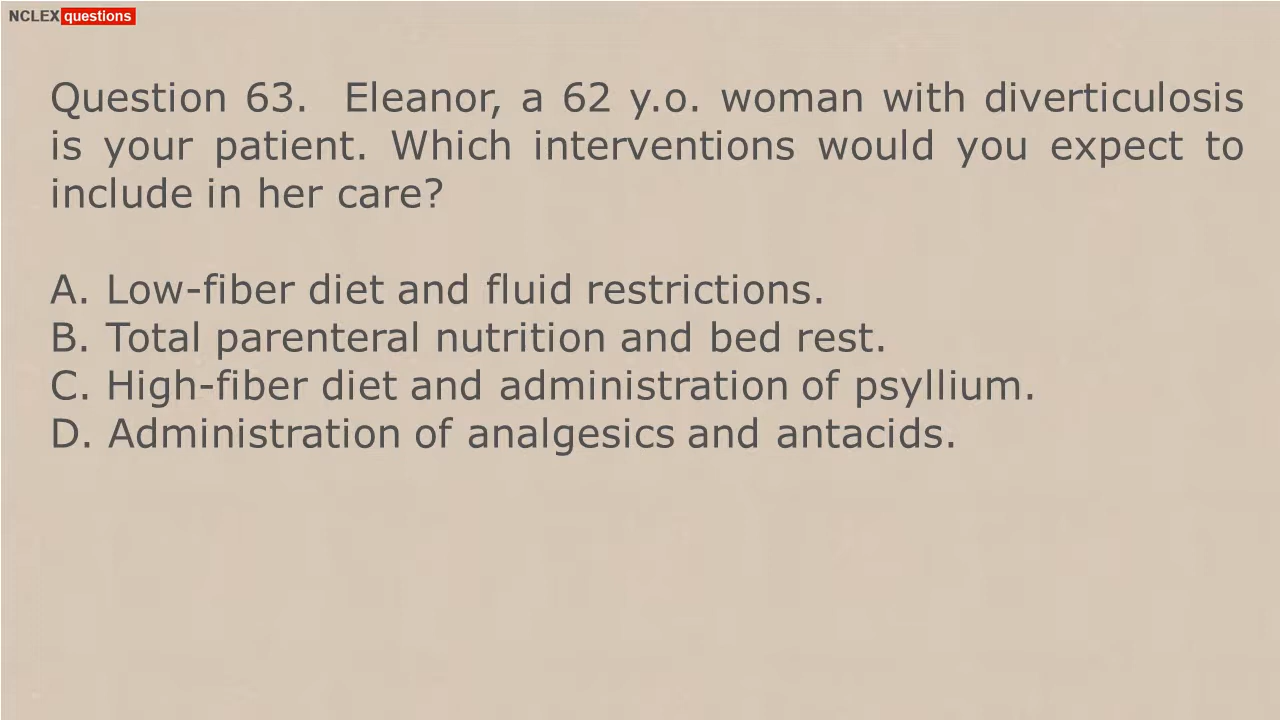 NCLEX questions
Question 63. Eleanor, a 62 y.o. woman with diverticulosis
is your patient. Which interventions would you expect to
include in her care?
A. Low-fiber diet and fluid restrictions.
B. Total parenteral nutrition and bed rest.
C. High-fiber diet and administration of psyllium.
D. Administration of analgesics and antacids.